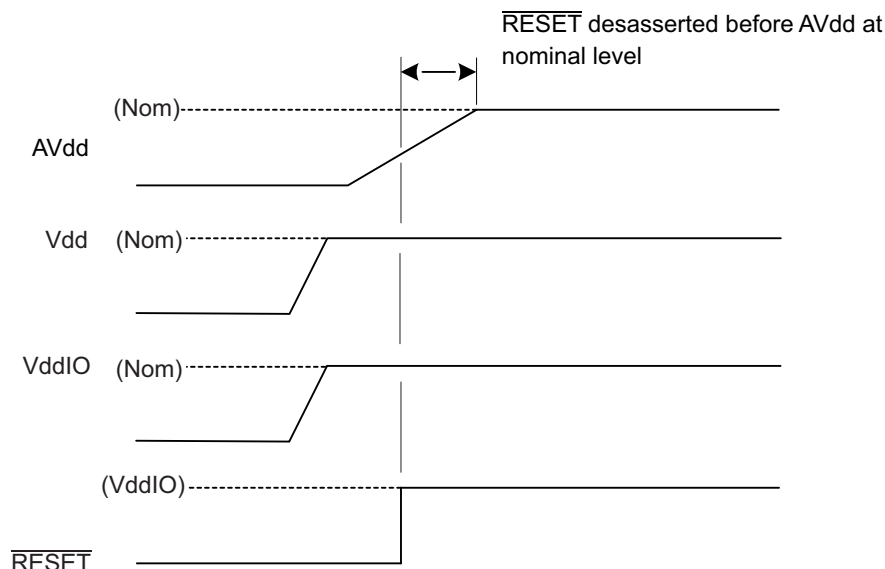 RESET desasserted before AVdd at
nominal level
(Nom)
AVdd
Vdd (Nom)
VddIO (Nom)
(VddIO)
RESET